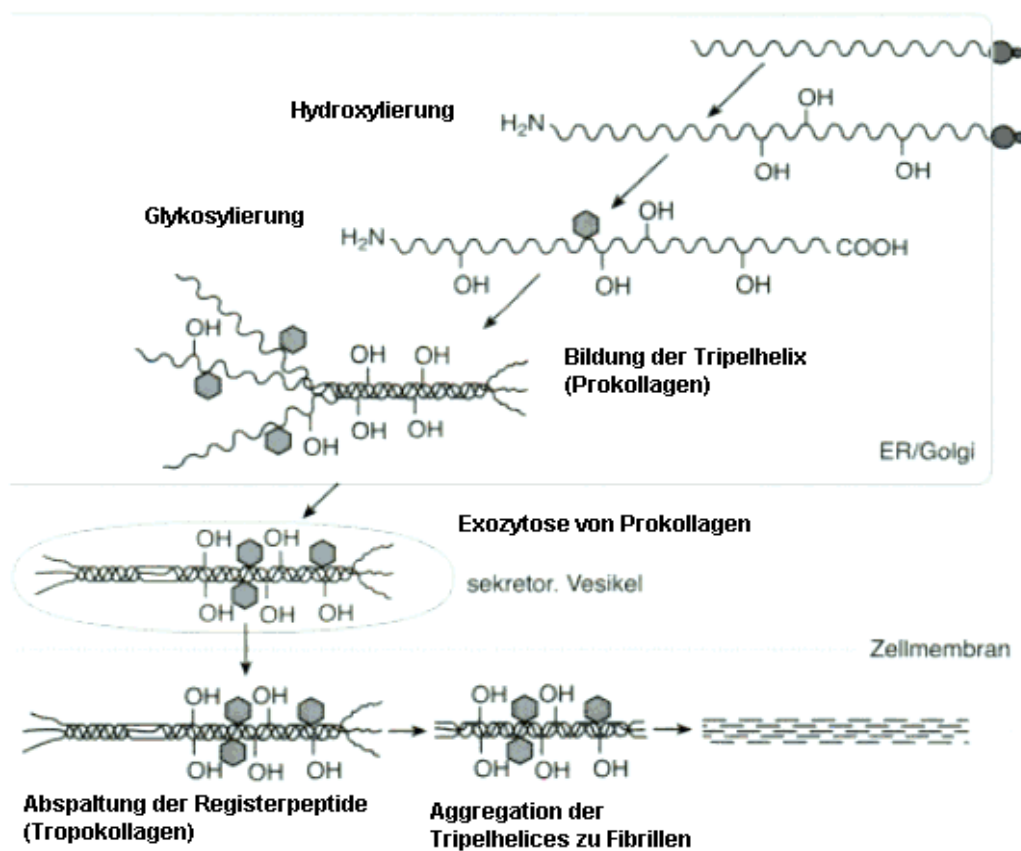 OH
Hydroxylierung
H₂N
OH
OH
Glykosylierung
OH
H₂N
COOH
OH
OH
OH
OH
OH
OH
Bildung der Tripelhelix
(Prokollagen)
OH
OH
OH
ER/Golgi
Exozytose von Prokollagen
OH
OH
sekretor. Vesikel
OH
OH
OH
Zellmembran
OH
OH
OH
OH
OH
OH
OH
OH
OH
OH
Abspaltung der Registerpeptide
(Tropokollagen)
Aggregation der
Tripelhelices zu Fibrillen